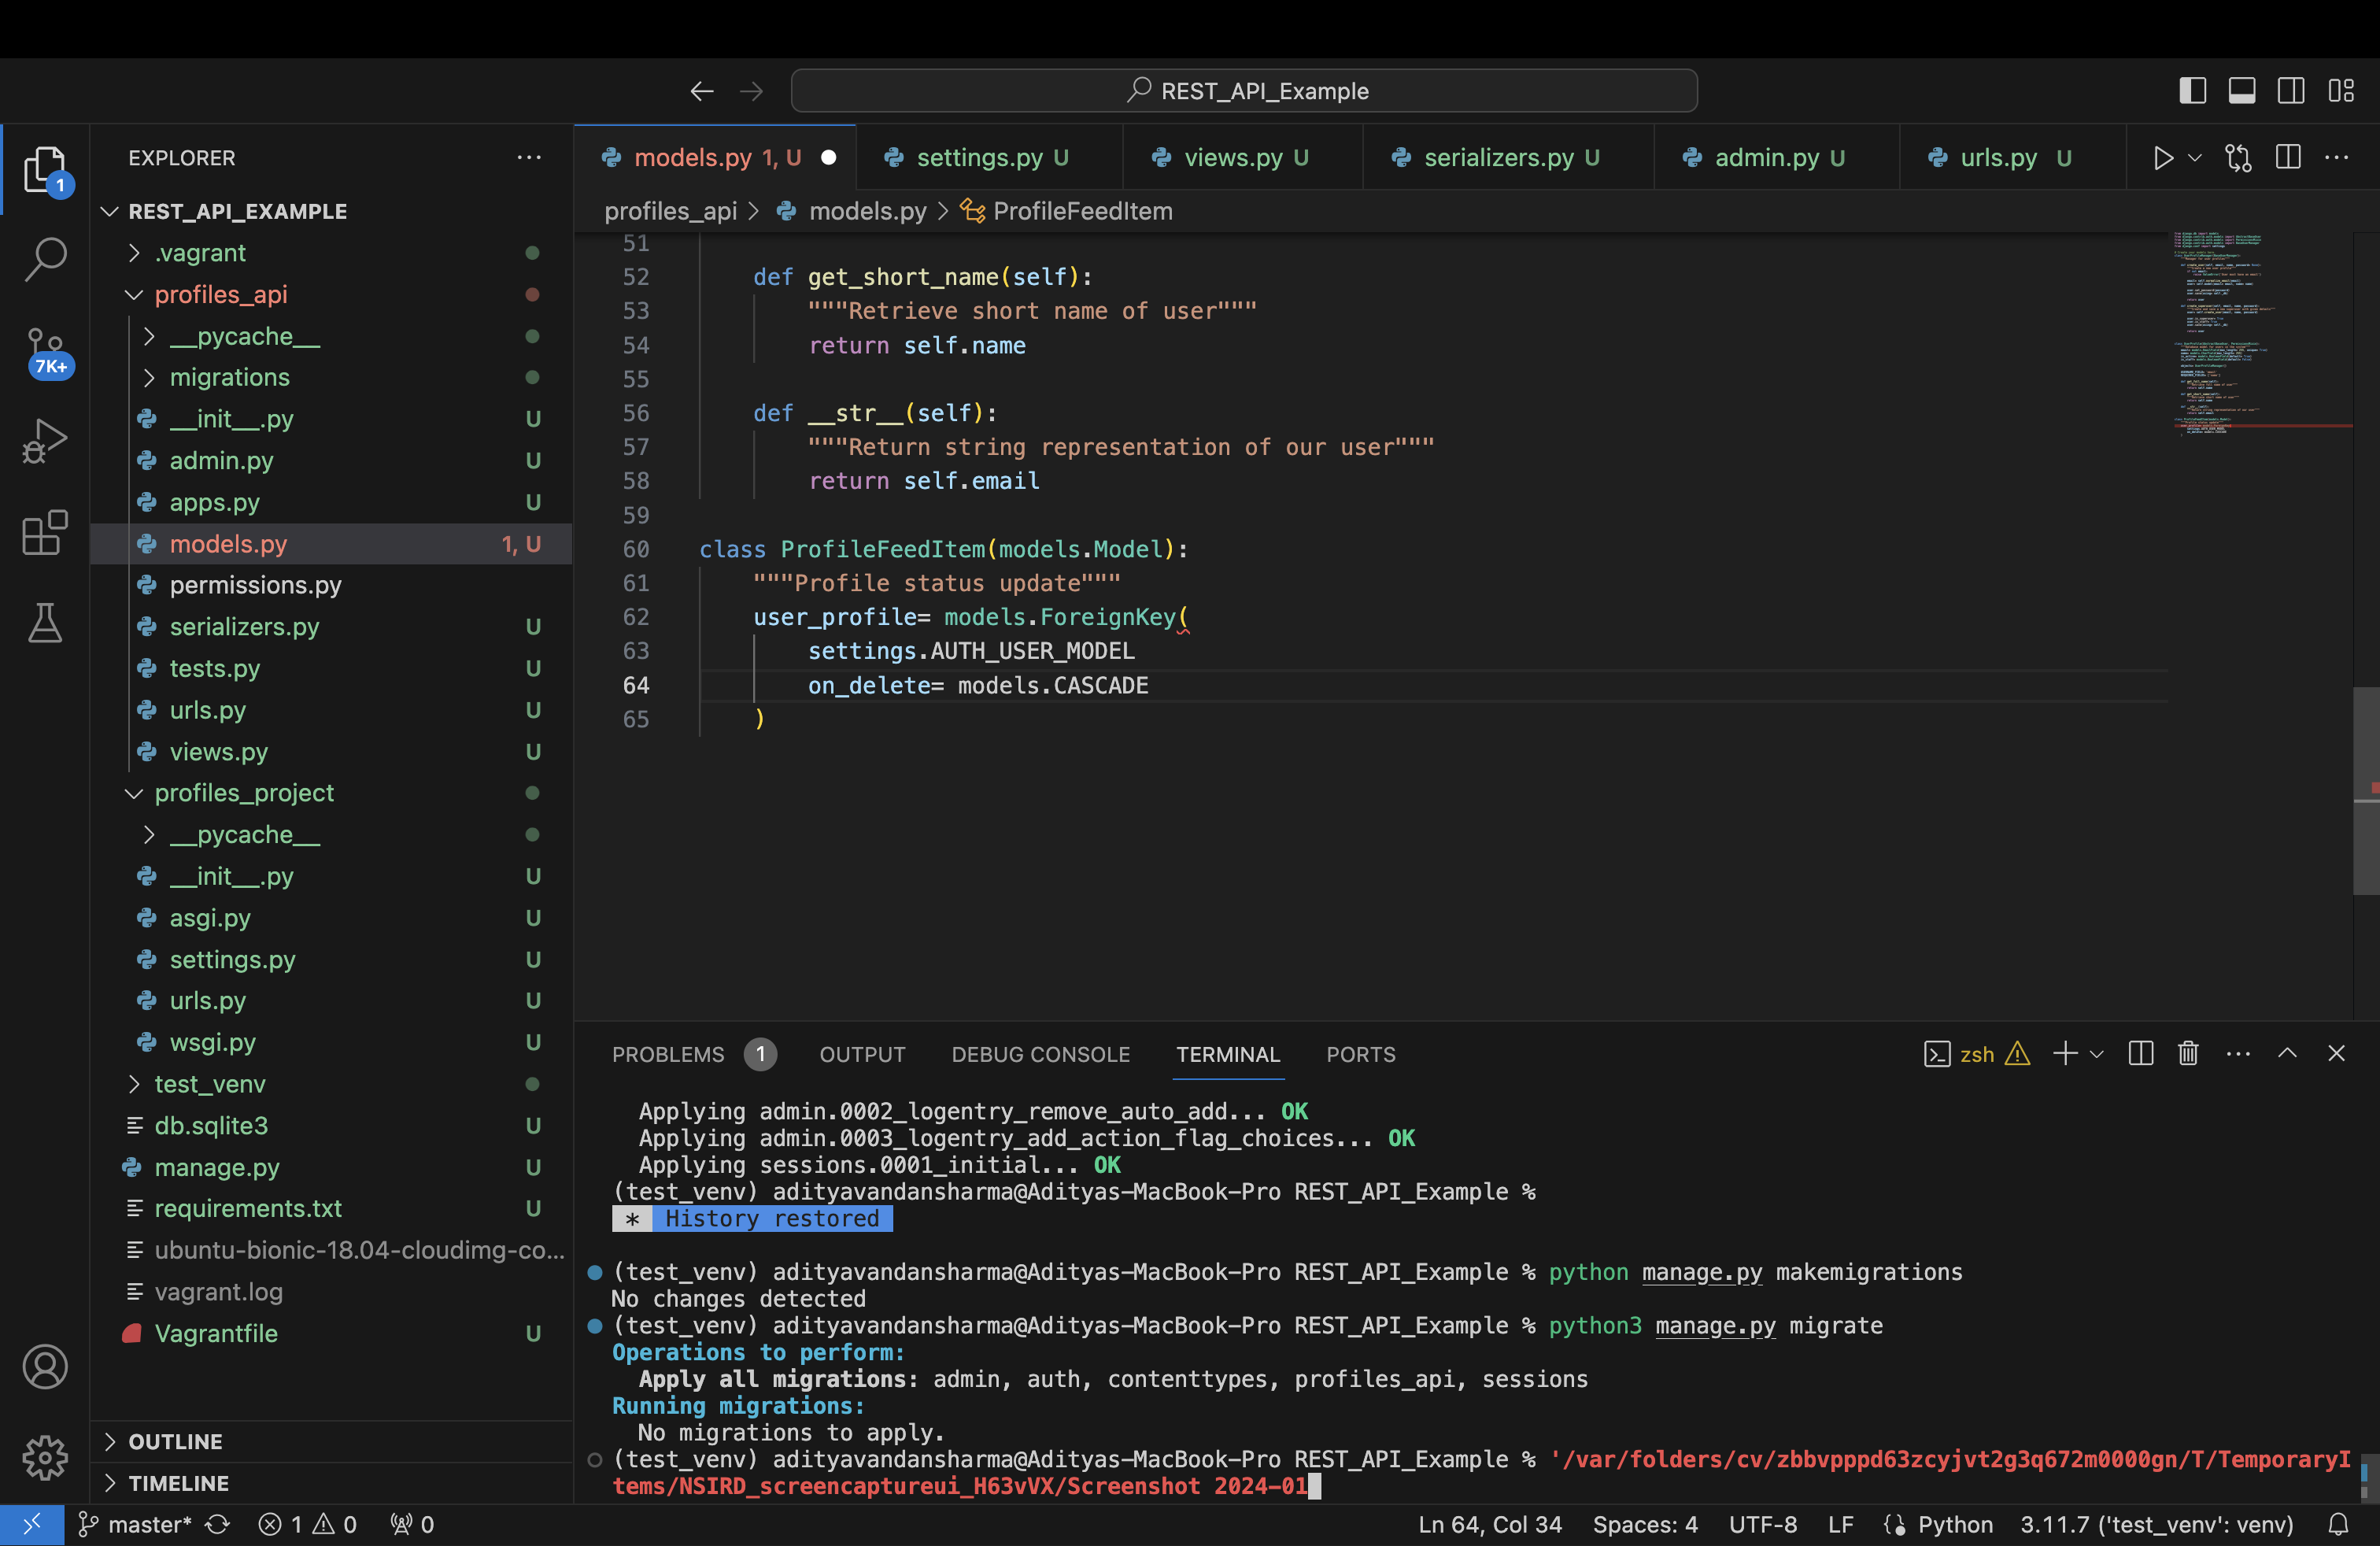 REST_API_Example
EXPLORER
models.py 1, U
settings.py U
views.py U
serializers.py U
admin.py U
urls.py U
1
7K+
REST_API_EXAMPLE
.vagrant
profiles_api
__pycache__
migrations
__init__.py U
admin.py U
apps.py U
models.py 1, U
permissions.py
serializers.py U
tests.py U
urls.py U
views.py U
profiles_project
__pycache__
__init__.py U
asgi.py U
settings.py U
urls.py U
wsgi.py U
test_venv
db.sqlite3 U
manage.py U
requirements.txt U
ubuntu-bionic-18.04-cloudimg-co...
vagrant.log
Vagrantfile U
OUTLINE
TIMELINE
profiles_api > models.py > ProfileFeedItem
51
52 def get_short_name(self):
53 """Retrieve short name of user"""
54 return self.name
55
56 def __str__(self):
57 """Return string representation of our user"""
58 return self.email
59
60 class ProfileFeedItem(models.Model):
61 """Profile status update"""
62 user_profile= models.ForeignKey(
63 settings.AUTH_USER_MODEL
64 on_delete= models.CASCADE
65 )
PROBLEMS 1 OUTPUT DEBUG CONSOLE TERMINAL PORTS
zsh
Applying admin.0002_logentry_remove_auto_add... OK
Applying admin.0003_logentry_add_action_flag_choices... OK
Applying sessions.0001_initial... OK
(test_venv) adityavandansharma@Adityas-MacBook-Pro REST_API_Example %
* History restored
(test_venv) adityavandansharma@Adityas-MacBook-Pro REST_API_Example % python manage.py makemigrations
No changes detected
(test_venv) adityavandansharma@Adityas-MacBook-Pro REST_API_Example % python3 manage.py migrate
Operations to perform:
Apply all migrations: admin, auth, contenttypes, profiles_api, sessions
Running migrations:
No migrations to apply.
(test_venv) adityavandansharma@Adityas-MacBook-Pro REST_API_Example % '/var/folders/cv/zbbvpppd63zcyjvt2g3q672m0000gn/T/TemporaryI
tems/NSIRD_screencaptureui_H63vVX/Screenshot 2024-01
master* 1 0 0 Ln 64, Col 34 Spaces: 4 UTF-8 LF Python 3.11.7 ('test_venv': venv)